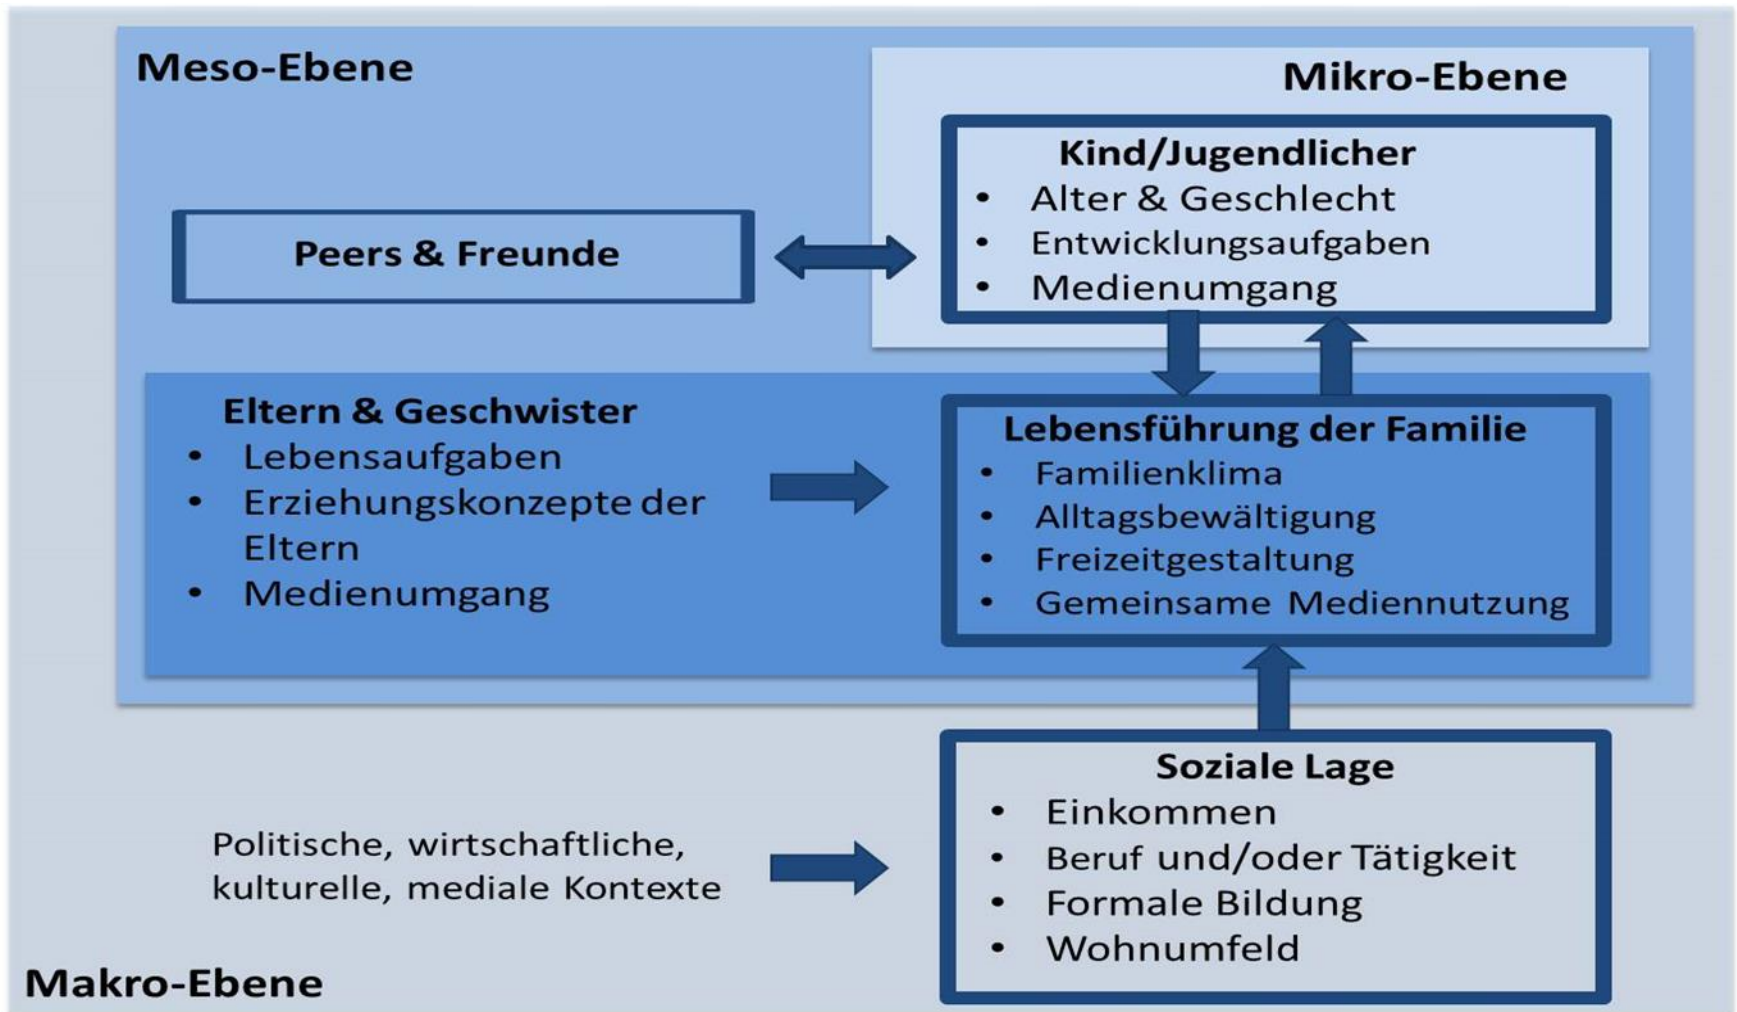 Meso-Ebene
Mikro-Ebene
Kind/Jugendlicher
• Alter & Geschlecht
• Entwicklungsaufgaben
• Medienumgang
Peers & Freunde
Eltern & Geschwister
• Lebensaufgaben
• Erziehungskonzepte der
Eltern
• Medienumgang
Lebensführung der Familie
• Familienklima
• Alltagsbewältigung
• Freizeitgestaltung
• Gemeinsame Mediennutzung
Politische, wirtschaftliche,
kulturelle, mediale Kontexte
Soziale Lage
• Einkommen
• Beruf und/oder Tätigkeit
• Formale Bildung
• Wohnumfeld
Makro-Ebene